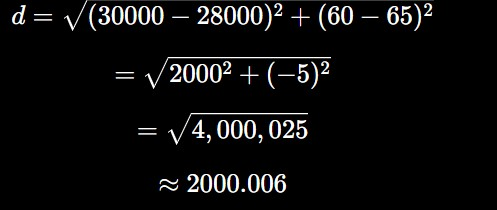 d = √(30000 − 28000)² + (60 − 65)²
= √2000² + (−5)²
= √4,000,025
≈ 2000.006